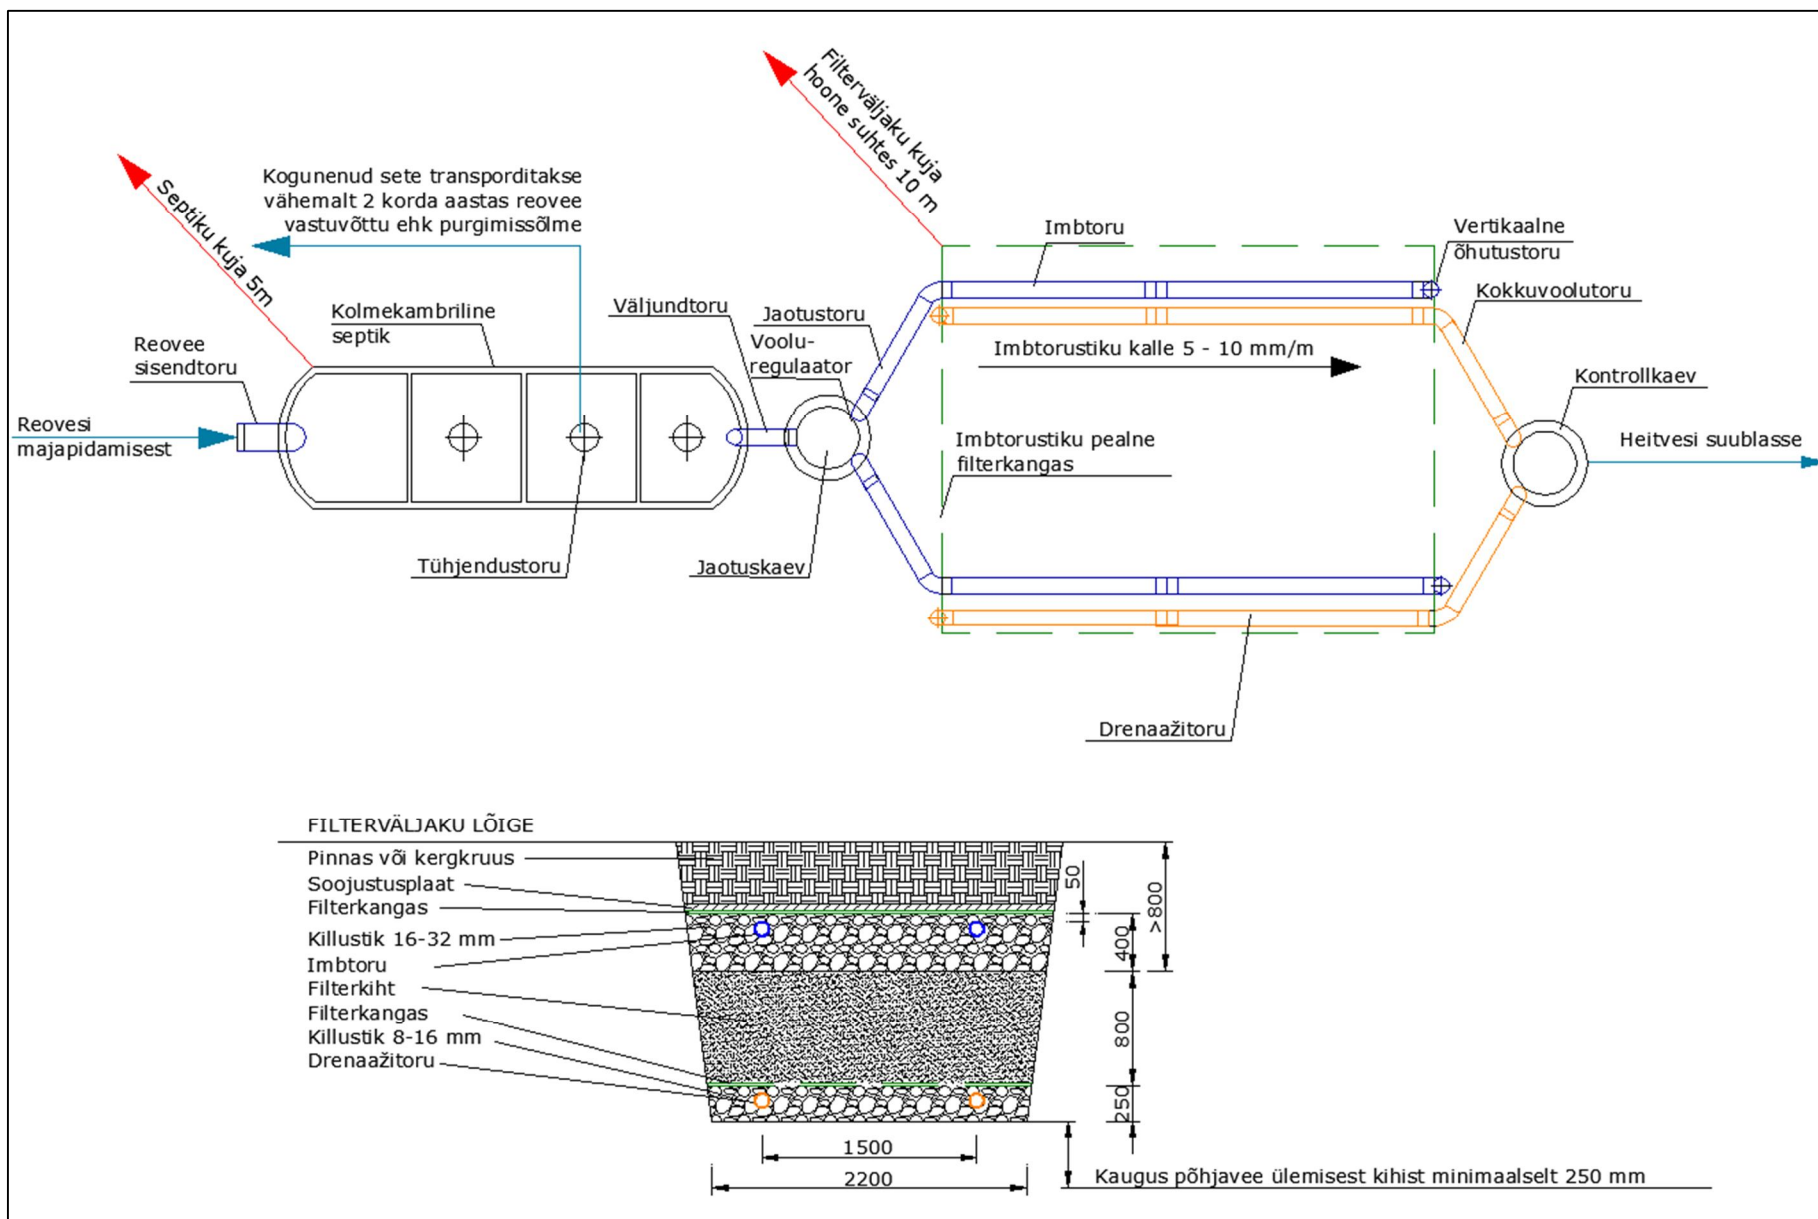 Filterväljaku kuja
hoone suhtes 10 m
Septiku kuja 5m
Kogunenud sete transporditakse
vähemalt 2 korda aastas reovee
vastuvõttu ehk purgimissõlme
Imbtoru
Vertikaalne
õhutustoru
Kokkuvoolutoru
Väljundtoru
Jaotustoru
Kolmekambriline
septik
Reovee
sisendtoru
Voolu-
regulaator
Imbtorustiku kalle 5 - 10 mm/m
Kontrollkaev
Reovesi
majapidamisest
Imbtorustiku pealne
filterkangas
Heitvesi suublasse
Tühjendustoru
Jaotuskaev
Drenaažitoru
FILTERVÄLJAKU LÕIGE
Pinnas või kergkruus
Soojustusplaat
Filterkangas
Killustik 16-32 mm
Imbtoru
Filterkiht
Filterkangas
Killustik 8-16 mm
Drenaažitoru
50
>800
400
800
250
1500
2200
Kaugus põhjavee ülemisest kihist minimaalselt 250 mm